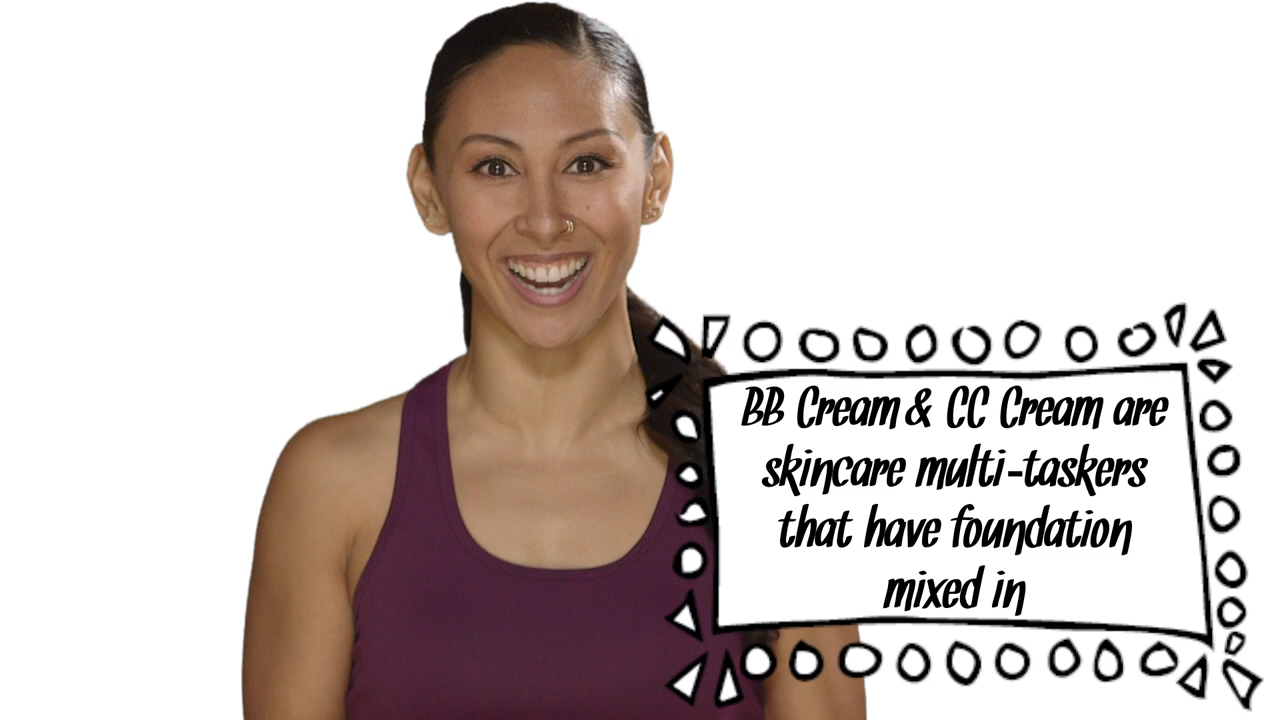 BB Cream & CC Cream are
skincare multi-taskers
that have foundation
mixed in